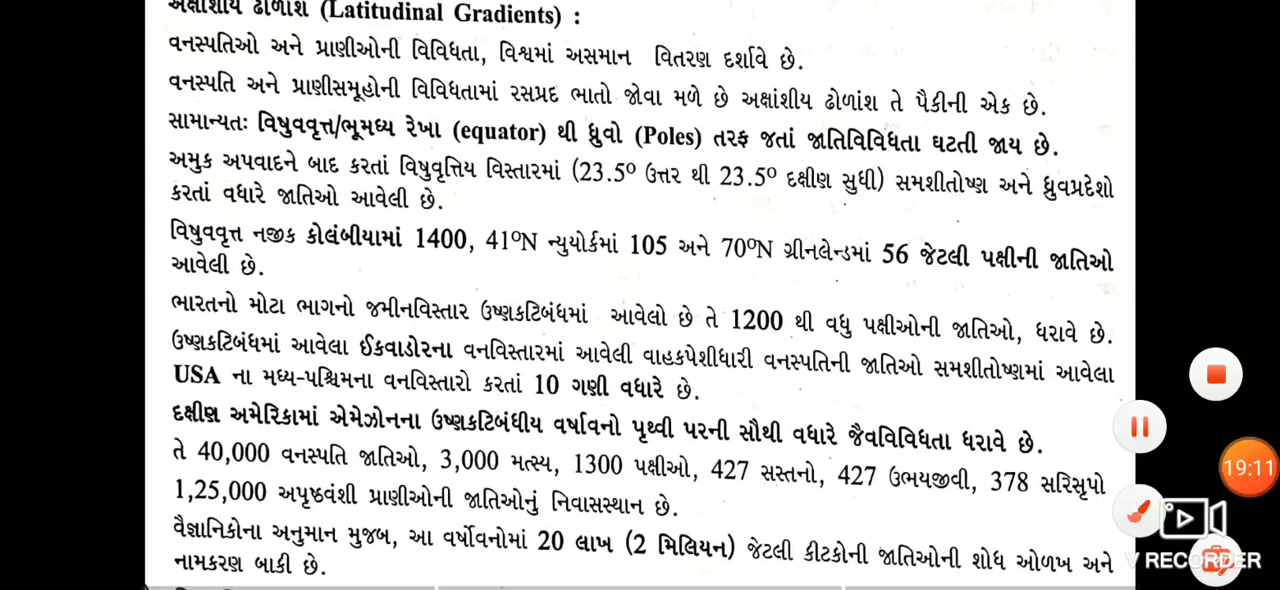 અક્ષાંશીય ઢોળાંશ (Latitudinal Gradients) :
વનસ્પતિઓ અને પ્રાણીઓની વિવિધતા, વિશ્વમાં અસમાન વિતરણ દર્શાવે છે.
વનસ્પતિ અને પ્રાણીસમૂહોની વિવિધતામાં રસપ્રદ ભાતો જોવા મળે છે અક્ષાંશીય ઢોળાંશ તે પૈકીની એક છે.
સામાન્યતઃ વિષુવવૃત્ત/ભૂમધ્ય રેખા (equator) થી ધ્રુવો (Poles) તરફ જતાં જાતિવિવિધતા ઘટતી જાય છે.
અમુક અપવાદને બાદ કરતાં વિષુવૃત્તિય વિસ્તારમાં (23.5⁰ ઉત્તર થી 23.5⁰ દક્ષીણ સુધી) સમશીતોષ્ણ અને ધ્રુવપ્રદેશો
કરતાં વધારે જાતિઓ આવેલી છે.
વિષુવવૃત્ત નજીક કોલંબીયામાં 1400, 41⁰N ન્યુયોર્કમાં 105 અને 70⁰N ગ્રીનલેન્ડમાં 56 જેટલી પક્ષીની જાતિઓ
આવેલી છે.
ભારતનો મોટા ભાગનો જમીનવિસ્તાર ઉષ્ણકટિબંધમાં આવેલો છે તે 1200 થી વધુ પક્ષીઓની જાતિઓ, ધરાવે છે.
ઉષ્ણકટિબંધમાં આવેલા ઈકવાડોરના વનવિસ્તારમાં આવેલી વાહકપેશીધારી વનસ્પતિની જાતિઓ સમશીતોષ્ણમાં આવેલા
USA ના મધ્ય-પશ્ચિમના વનવિસ્તારો કરતાં 10 ગણી વધારે છે.
દક્ષીણ અમેરિકામાં એમેઝોનના ઉષ્ણકટિબંધીય વર્ષાવનો પૃથ્વી પરની સૌથી વધારે જૈવવિવિધતા ધરાવે છે.
તે 40,000 વનસ્પતિ જાતિઓ, 3,000 મત્સ્ય, 1300 પક્ષીઓ, 427 સસ્તનો, 427 ઉભયજીવી, 378 સરિસૃપો
1,25,000 અપૃષ્ઠવંશી પ્રાણીઓની જાતિઓનું નિવાસસ્થાન છે.
વૈજ્ઞાનિકોના અનુમાન મુજબ, આ વર્ષોવનોમાં 20 લાખ (2 મિલિયન) જેટલી કીટકોની જાતિઓની શોધ ઓળખ અને
નામકરણ બાકી છે.
19:11
V RECORDER